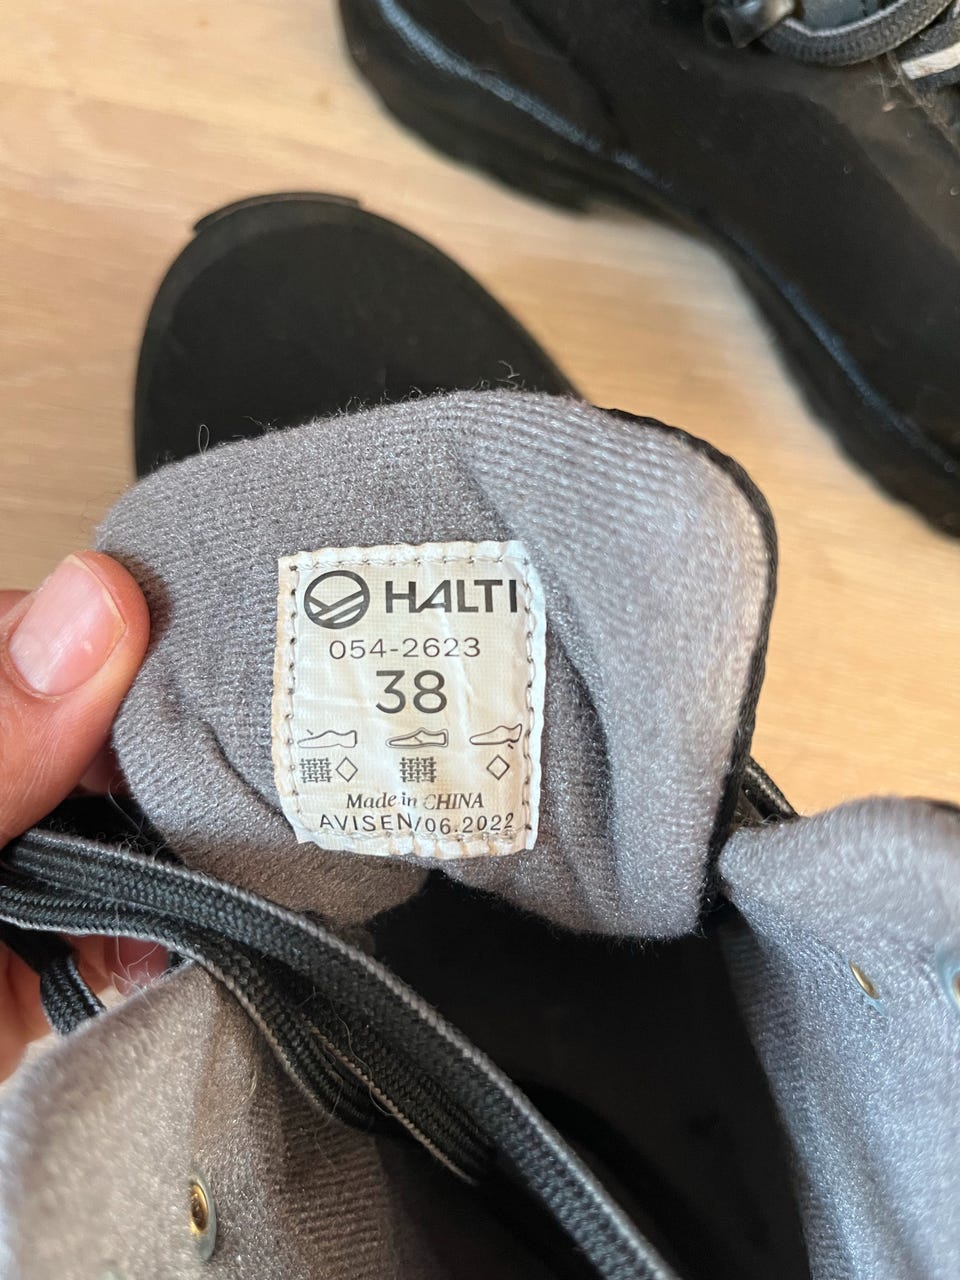 HALTI
054-2623
38
Made in CHINA
AVISEN/06.2022